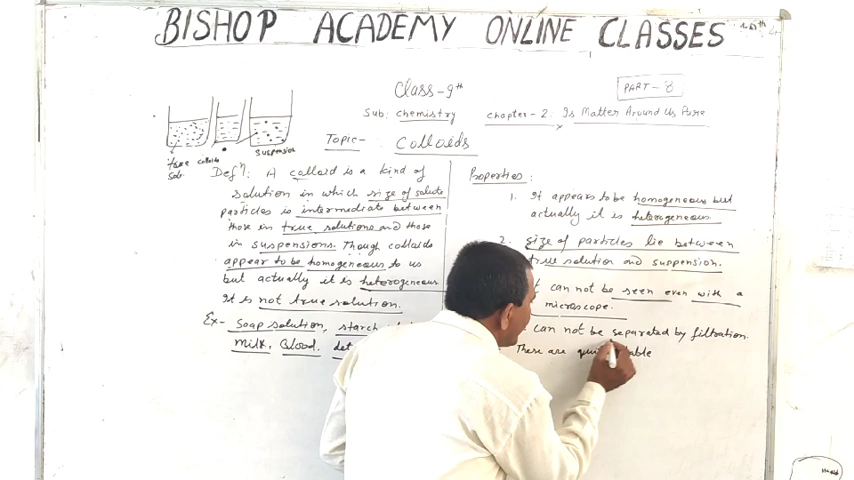 BISHOP ACADEMY ONLINE CLASSES
Class-9th
PART-8
Sub: Chemistry Chapter-2: Is Matter Around Us Pure
Topic- Colloids
true colloids suspension
Sol.
Defⁿ: A colloid is a kind of
solution in which size of solute
particles is intermediate between
those in true solutions and those
in suspensions. Though colloids
appear to be homogeneous to us
but actually it is heterogeneous.
It is not true solution.
Ex- Soap solution, starch
Milk, Blood,
Properties:
1. It appears to be homogeneous but
actually it is heterogeneous.
2. Size of particles lie between
true solution and suspension.
can not be seen even with a
microscope.
can not be separated by filtration.
These are